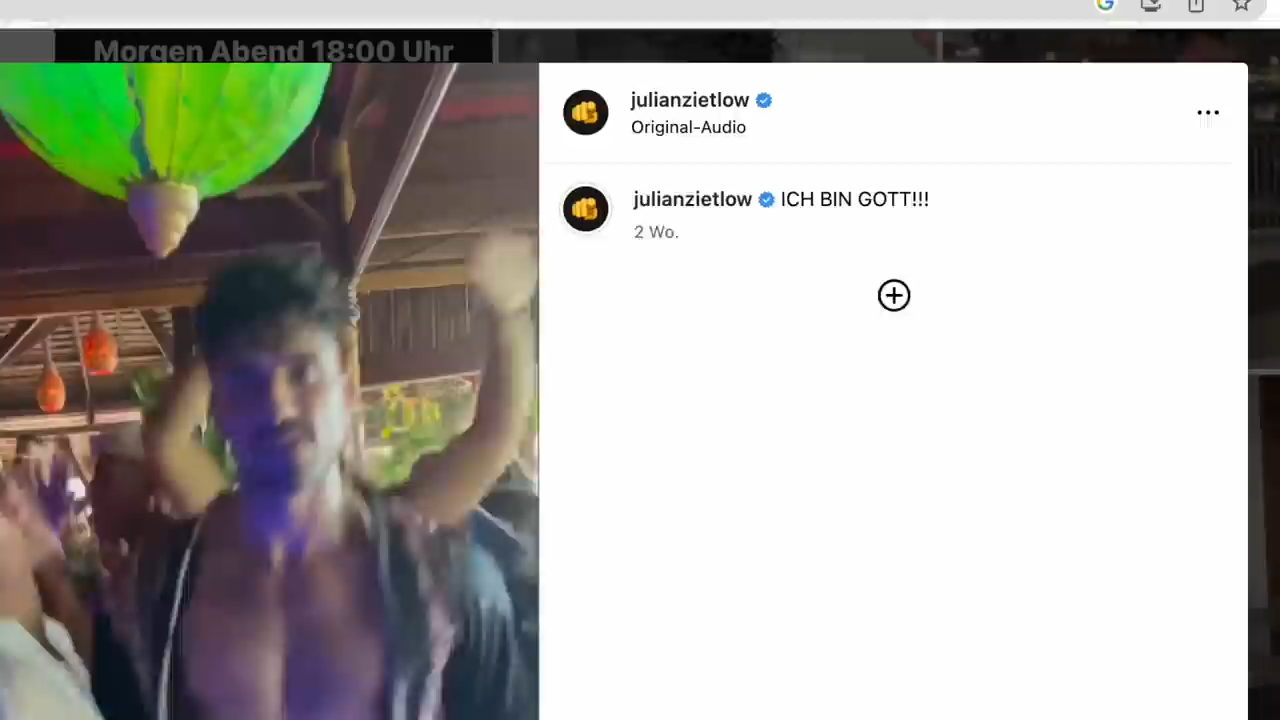 Morgen Abend 18:00 Uhr
julianzietlow
Original-Audio
julianzietlow ICH BIN GOTT!!!
2 Wo.